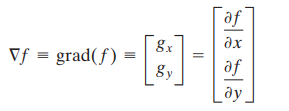 ∇f ≡ grad(f) ≡ [g_x; g_y] = [∂f/∂x; ∂f/∂y]